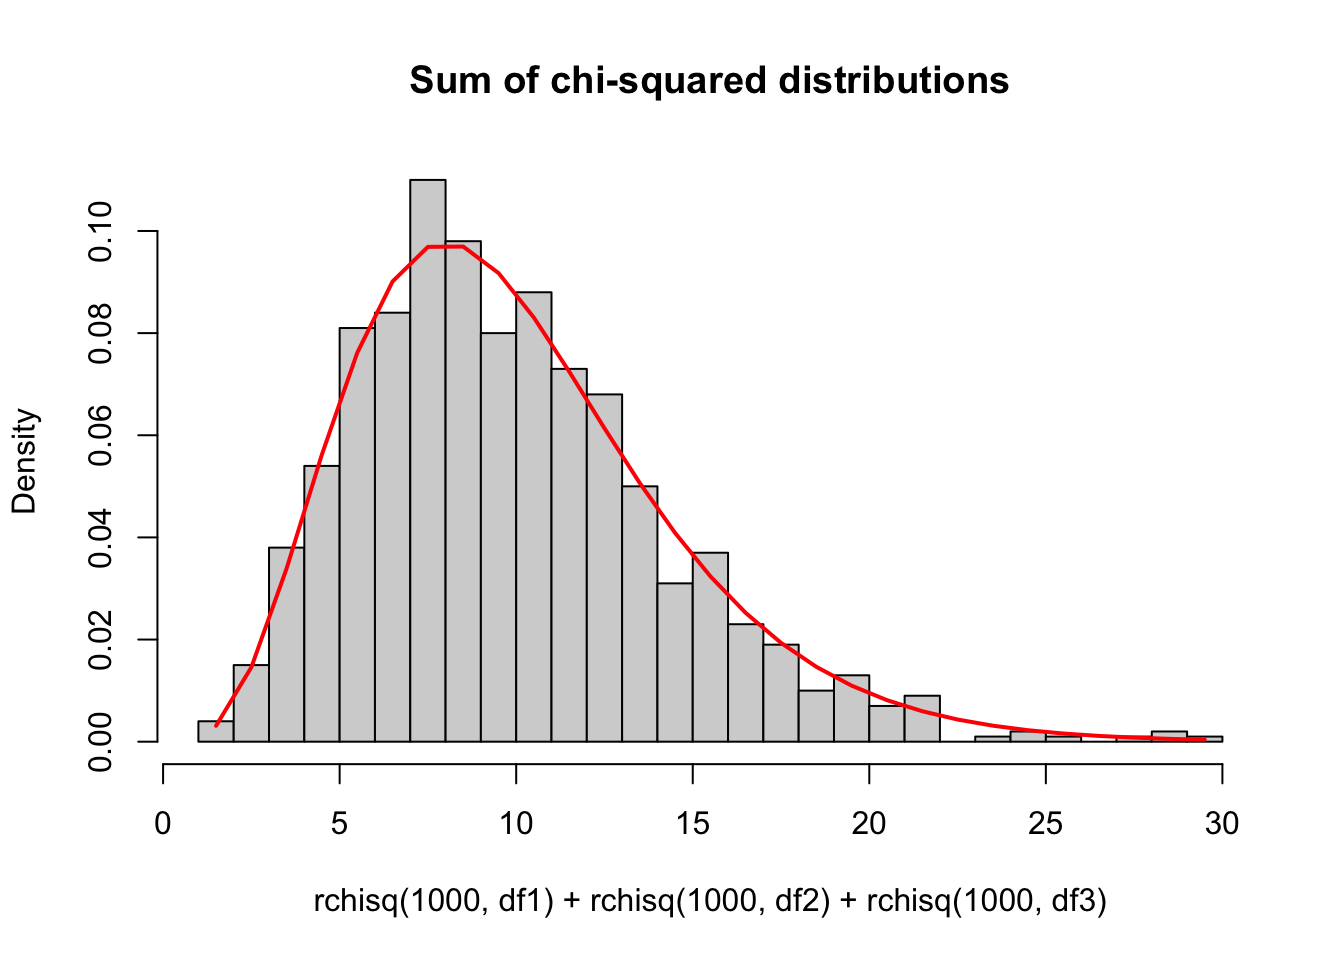 Sum of chi-squared distributions
Density
0.10
0.08
0.06
0.04
0.02
0.00
0 5 10 15 20 25 30
rchisq(1000, df1) + rchisq(1000, df2) + rchisq(1000, df3)